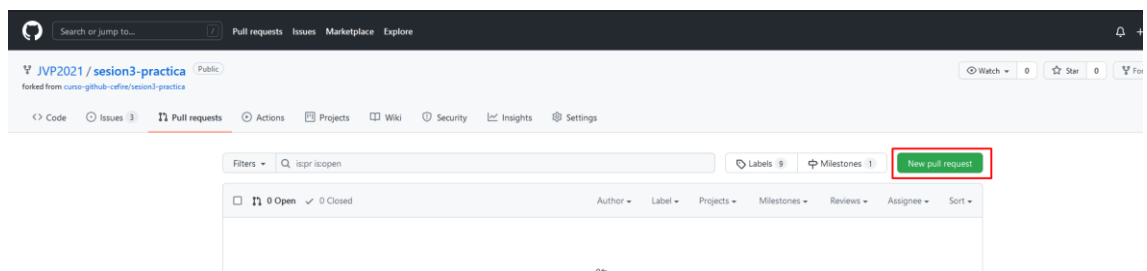 Search or jump to... / Pull requests Issues Marketplace Explore
JVP2021 / sesion3-practica Public
Watch 0 Star 0
forked from curso-github-cefire/sesion3-practica
Code Issues 3 Pull requests Actions Projects Wiki Security Insights Settings
Filters is:pr is:open Labels 9 Milestones 1 New pull request
0 Open 0 Closed Author Label Projects Milestones Reviews Assignee Sort